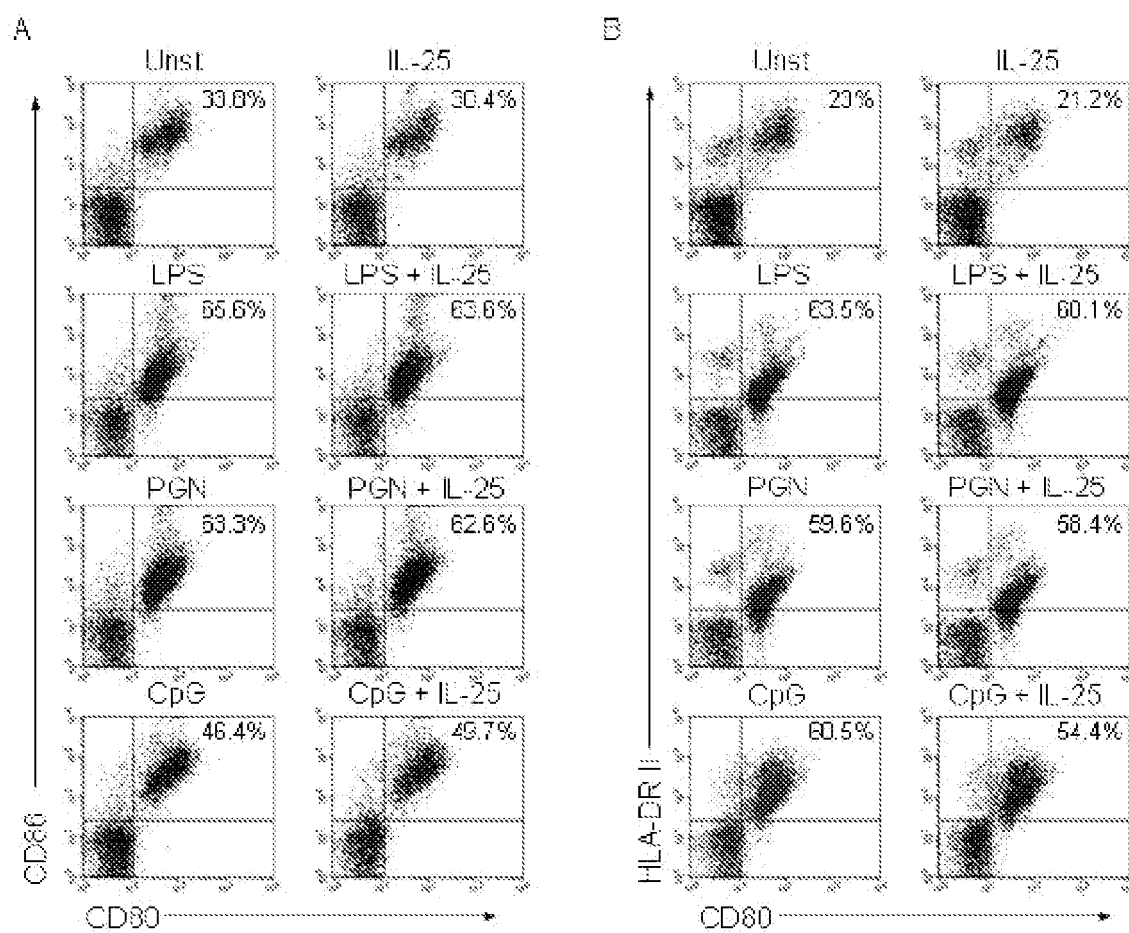 A
B
Unst
IL-25
Unst
IL-25
30.4%
23%
21.2%
LPS
LPS + IL-25
LPS
LPS + IL-25
65.6%
63.6%
63.5%
60.1%
PGN
PGN + IL-25
PGN
PGN + IL-25
63.3%
62.6%
59.6%
58.4%
CpG
CpG + IL-25
CpG
CpG + IL-25
46.4%
49.7%
60.5%
54.4%
CD86
HLA-DR II
CD80
CD80